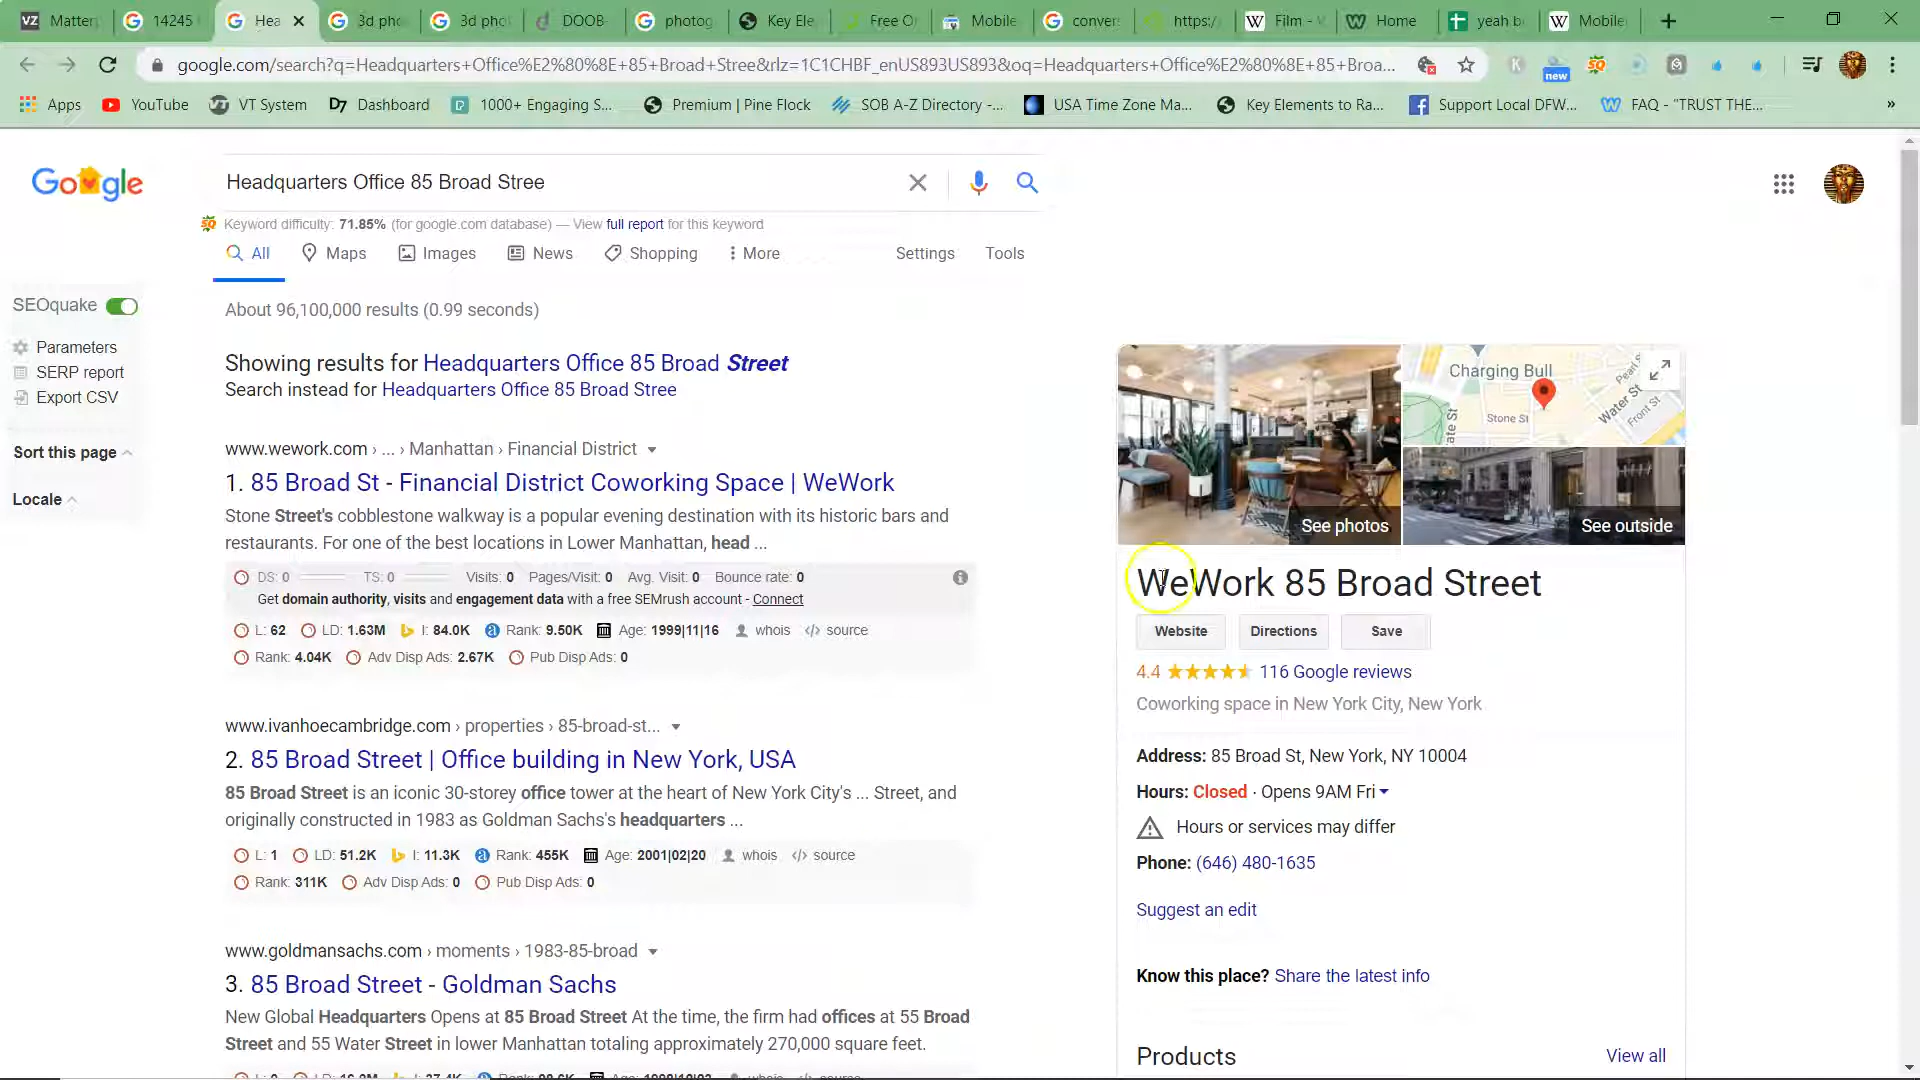 Matter
14245
Hea
3d pho
3d phot
DOOB
photog
Key Ele
Free O
Mobile
conver
https:/
Film - W
Home
yeah b
Mobile
google.com/search?q=Headquarters+Office%E2%80%8E+85+Broad+Stree&rlz=1C1CHBF_enUS893US893&oq=Headquarters+Office%E2%80%8E+85+Broa...
new
Apps
YouTube
VT System
Dashboard
1000+ Engaging S...
Premium | Pine Flock
SOB A-Z Directory -...
USA Time Zone Ma...
Key Elements to Ra...
Support Local DFW...
FAQ - "TRUST THE...
»
Google
Headquarters Office 85 Broad Stree
Keyword difficulty: 71.85% (for google.com database) — View full report for this keyword
All
Maps
Images
News
Shopping
More
Settings
Tools
SEOquake
Parameters
SERP report
Export CSV
Sort this page
Locale
About 96,100,000 results (0.99 seconds)
Showing results for Headquarters Office 85 Broad Street
Search instead for Headquarters Office 85 Broad Stree
www.wework.com › ... › Manhattan › Financial District
1. 85 Broad St - Financial District Coworking Space | WeWork
Stone Street's cobblestone walkway is a popular evening destination with its historic bars and
restaurants. For one of the best locations in Lower Manhattan, head ...
DS: 0 TS: 0 Visits: 0 Pages/Visit: 0 Avg. Visit: 0 Bounce rate: 0
Get domain authority, visits and engagement data with a free SEMrush account - Connect
L: 62 LD: 1.63M I: 84.0K Rank: 9.50K Age: 1999|11|16 whois source
Rank: 4.04K Adv Disp Ads: 2.67K Pub Disp Ads: 0
www.ivanhoecambridge.com › properties › 85-broad-st...
2. 85 Broad Street | Office building in New York, USA
85 Broad Street is an iconic 30-storey office tower at the heart of New York City's ... Street, and
originally constructed in 1983 as Goldman Sachs's headquarters ...
L: 1 LD: 51.2K I: 11.3K Rank: 455K Age: 2001|02|20 whois source
Rank: 311K Adv Disp Ads: 0 Pub Disp Ads: 0
www.goldmansachs.com › moments › 1983-85-broad
3. 85 Broad Street - Goldman Sachs
New Global Headquarters Opens at 85 Broad Street At the time, the firm had offices at 55 Broad
Street and 55 Water Street in lower Manhattan totaling approximately 270,000 square feet.
Charging Bull
Pearl S
Stone St
Water St
Front St
ate St
See photos
See outside
WeWork 85 Broad Street
Website
Directions
Save
4.4 116 Google reviews
Coworking space in New York City, New York
Address: 85 Broad St, New York, NY 10004
Hours: Closed · Opens 9AM Fri
Hours or services may differ
Phone: (646) 480-1635
Suggest an edit
Know this place? Share the latest info
Products
View all